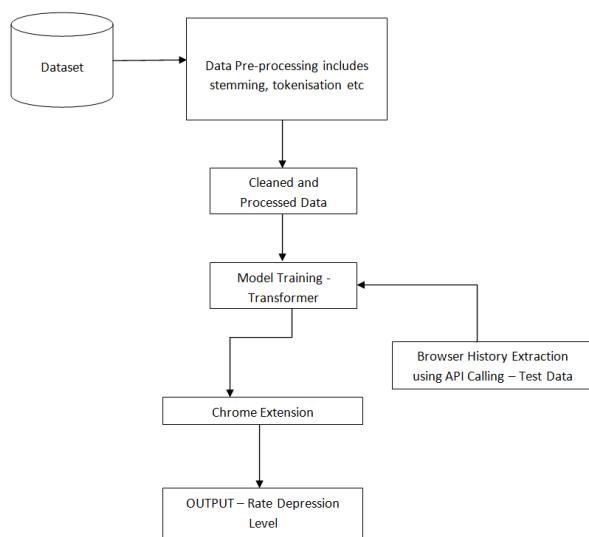 Dataset
Data Pre-processing includes
stemming, tokenisation etc
Cleaned and
Processed Data
Model Training -
Transformer
Browser History Extraction
using API Calling – Test Data
Chrome Extension
OUTPUT – Rate Depression
Level